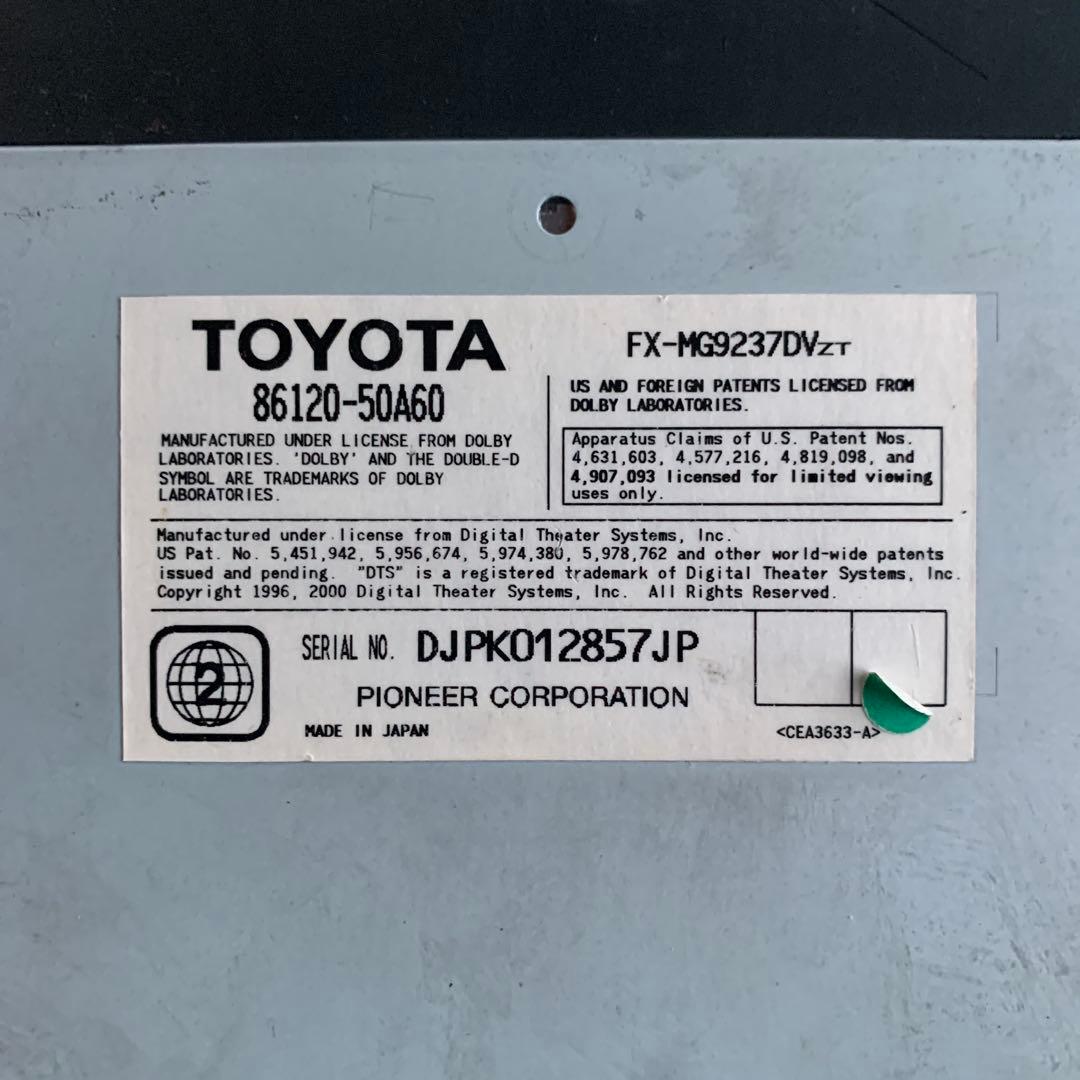 TOYOTA
86120-50A60
MANUFACTURED UNDER LICENSE FROM DOLBY
LABORATORIES. 'DOLBY' AND THE DOUBLE-D
SYMBOL ARE TRADEMARKS OF DOLBY
LABORATORIES.
FX-MG9237DVZT
US AND FOREIGN PATENTS LICENSED FROM
DOLBY LABORATORIES.
Apparatus Claims of U.S. Patent Nos.
4,631,603, 4,577,216, 4,819,098, and
4,907,093 licensed for limited viewing
uses only.
Manufactured under license from Digital Theater Systems, Inc.
US Pat. No. 5,451,942, 5,956,674, 5,974,380, 5,978,762 and other world-wide patents
issued and pending. "DTS" is a registered trademark of Digital Theater Systems, Inc.
Copyright 1996, 2000 Digital Theater Systems, Inc. All Rights Reserved.
2
SERIAL NO. DJPK012857JP
PIONEER CORPORATION
MADE IN JAPAN
<CEA3633-A>